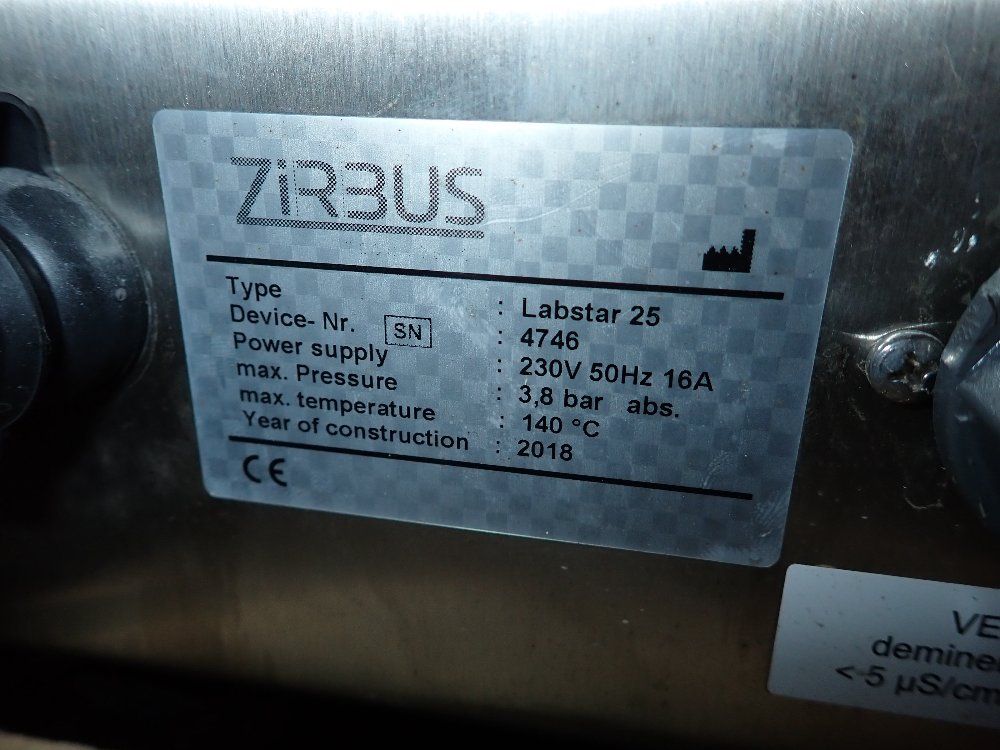 ZIRBUS
Type : Labstar 25
Device- Nr. SN : 4746
Power supply : 230V 50Hz 16A
max. Pressure : 3,8 bar abs.
max. temperature : 140 °C
Year of construction : 2018
CE
VE
demine
< 5 µS/cm